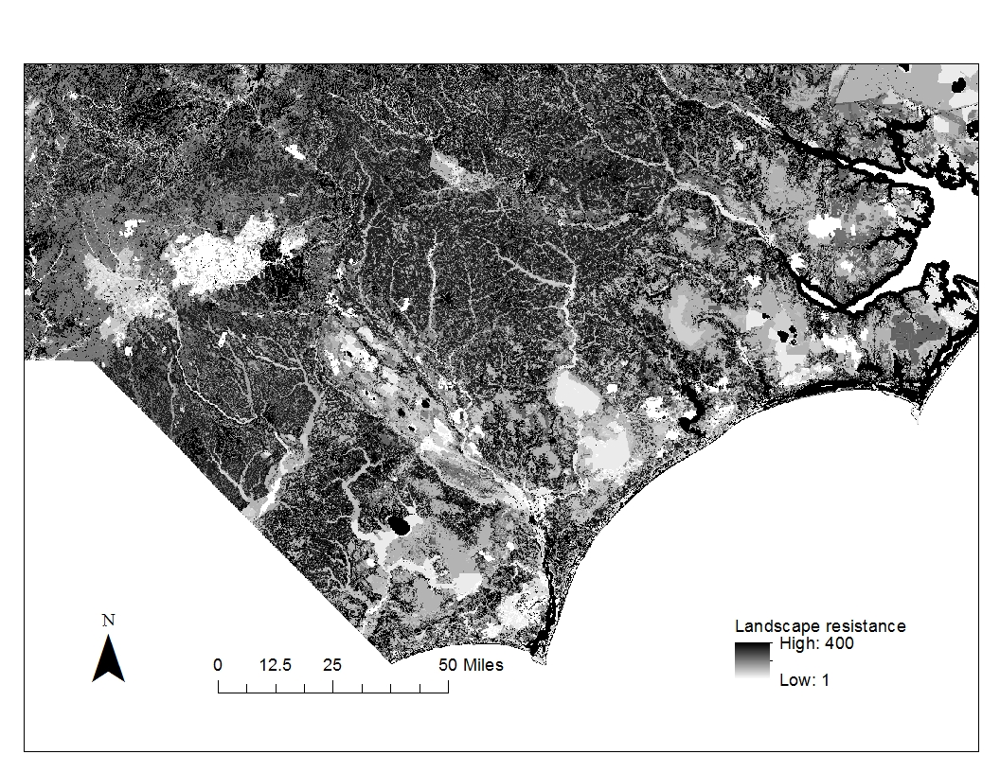 N
0 12.5 25 50 Miles
Landscape resistance
High: 400
Low: 1